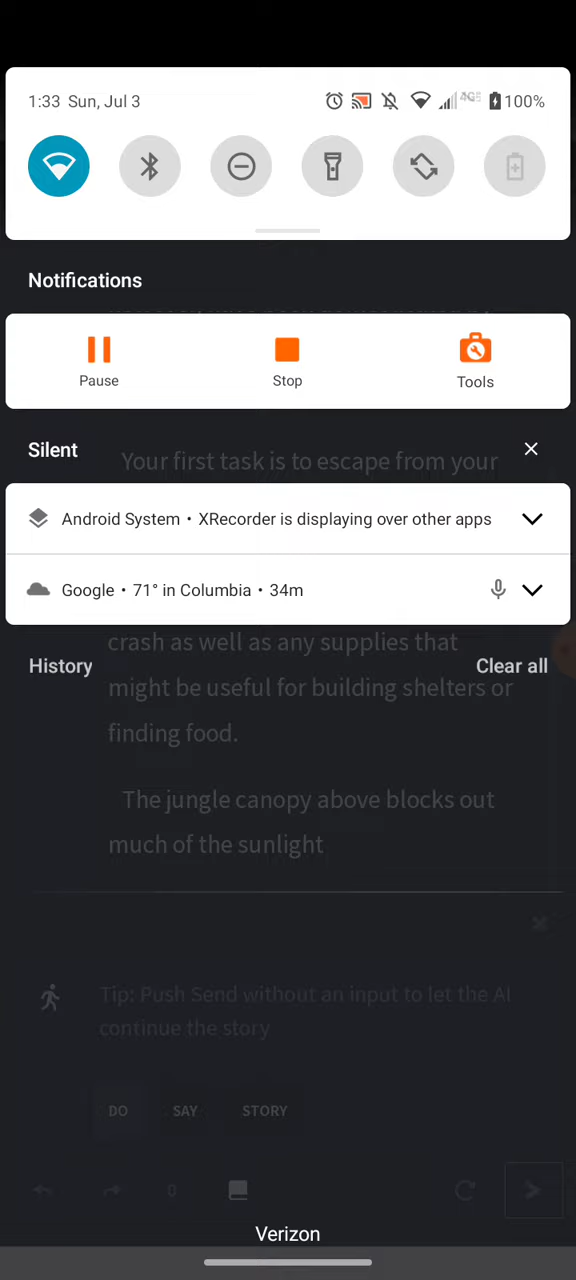 1:33 Sun, Jul 3
4G
100%
Notifications
Pause
Stop
Tools
Silent
Your first task is to escape from your
Android System • XRecorder is displaying over other apps
Google • 71° in Columbia • 34m
crash as well as any supplies that
History
Clear all
might be useful for building shelters or
finding food.
The jungle canopy above blocks out
much of the sunlight
Tip: Push Send without an input to let the AI
continue the story
DO
SAY
STORY
0
Verizon